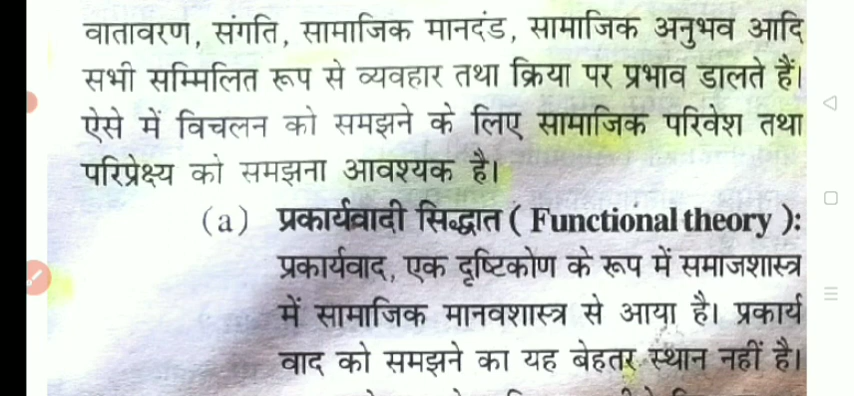 वातावरण, संगति, सामाजिक मानदंड, सामाजिक अनुभव आदि
सभी सम्मिलित रूप से व्यवहार तथा क्रिया पर प्रभाव डालते हैं।
ऐसे में विचलन को समझने के लिए सामाजिक परिवेश तथा
परिप्रेक्ष्य को समझना आवश्यक है।
(a) प्रकार्यवादी सिद्धात ( Functional theory ):
प्रकार्यवाद, एक दृष्टिकोण के रूप में समाजशास्त्र
में सामाजिक मानवशास्त्र से आया है। प्रकार्य
वाद को समझने का यह बेहतर स्थान नहीं है।